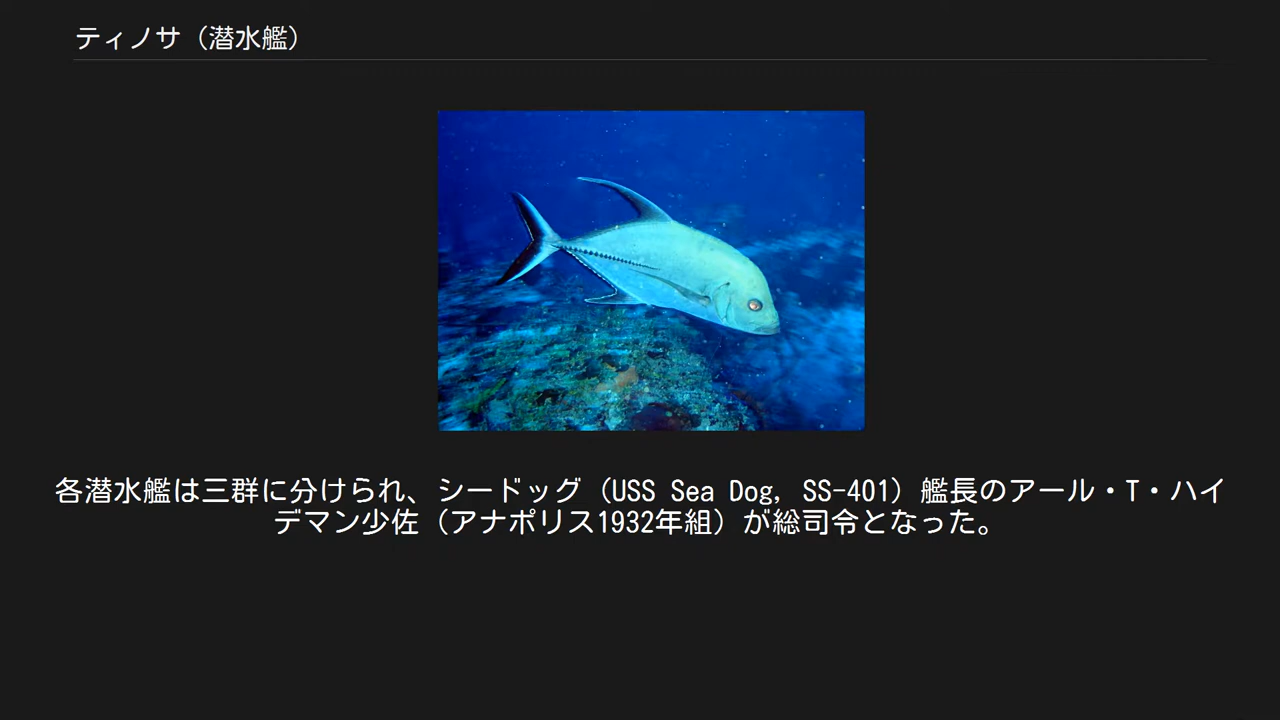 ティノサ（潜水艦）
各潜水艦は三群に分けられ、シードッグ（USS Sea Dog, SS-401）艦長のアール・T・ハイ
デマン少佐（アナポリス1932年組）が総司令となった。